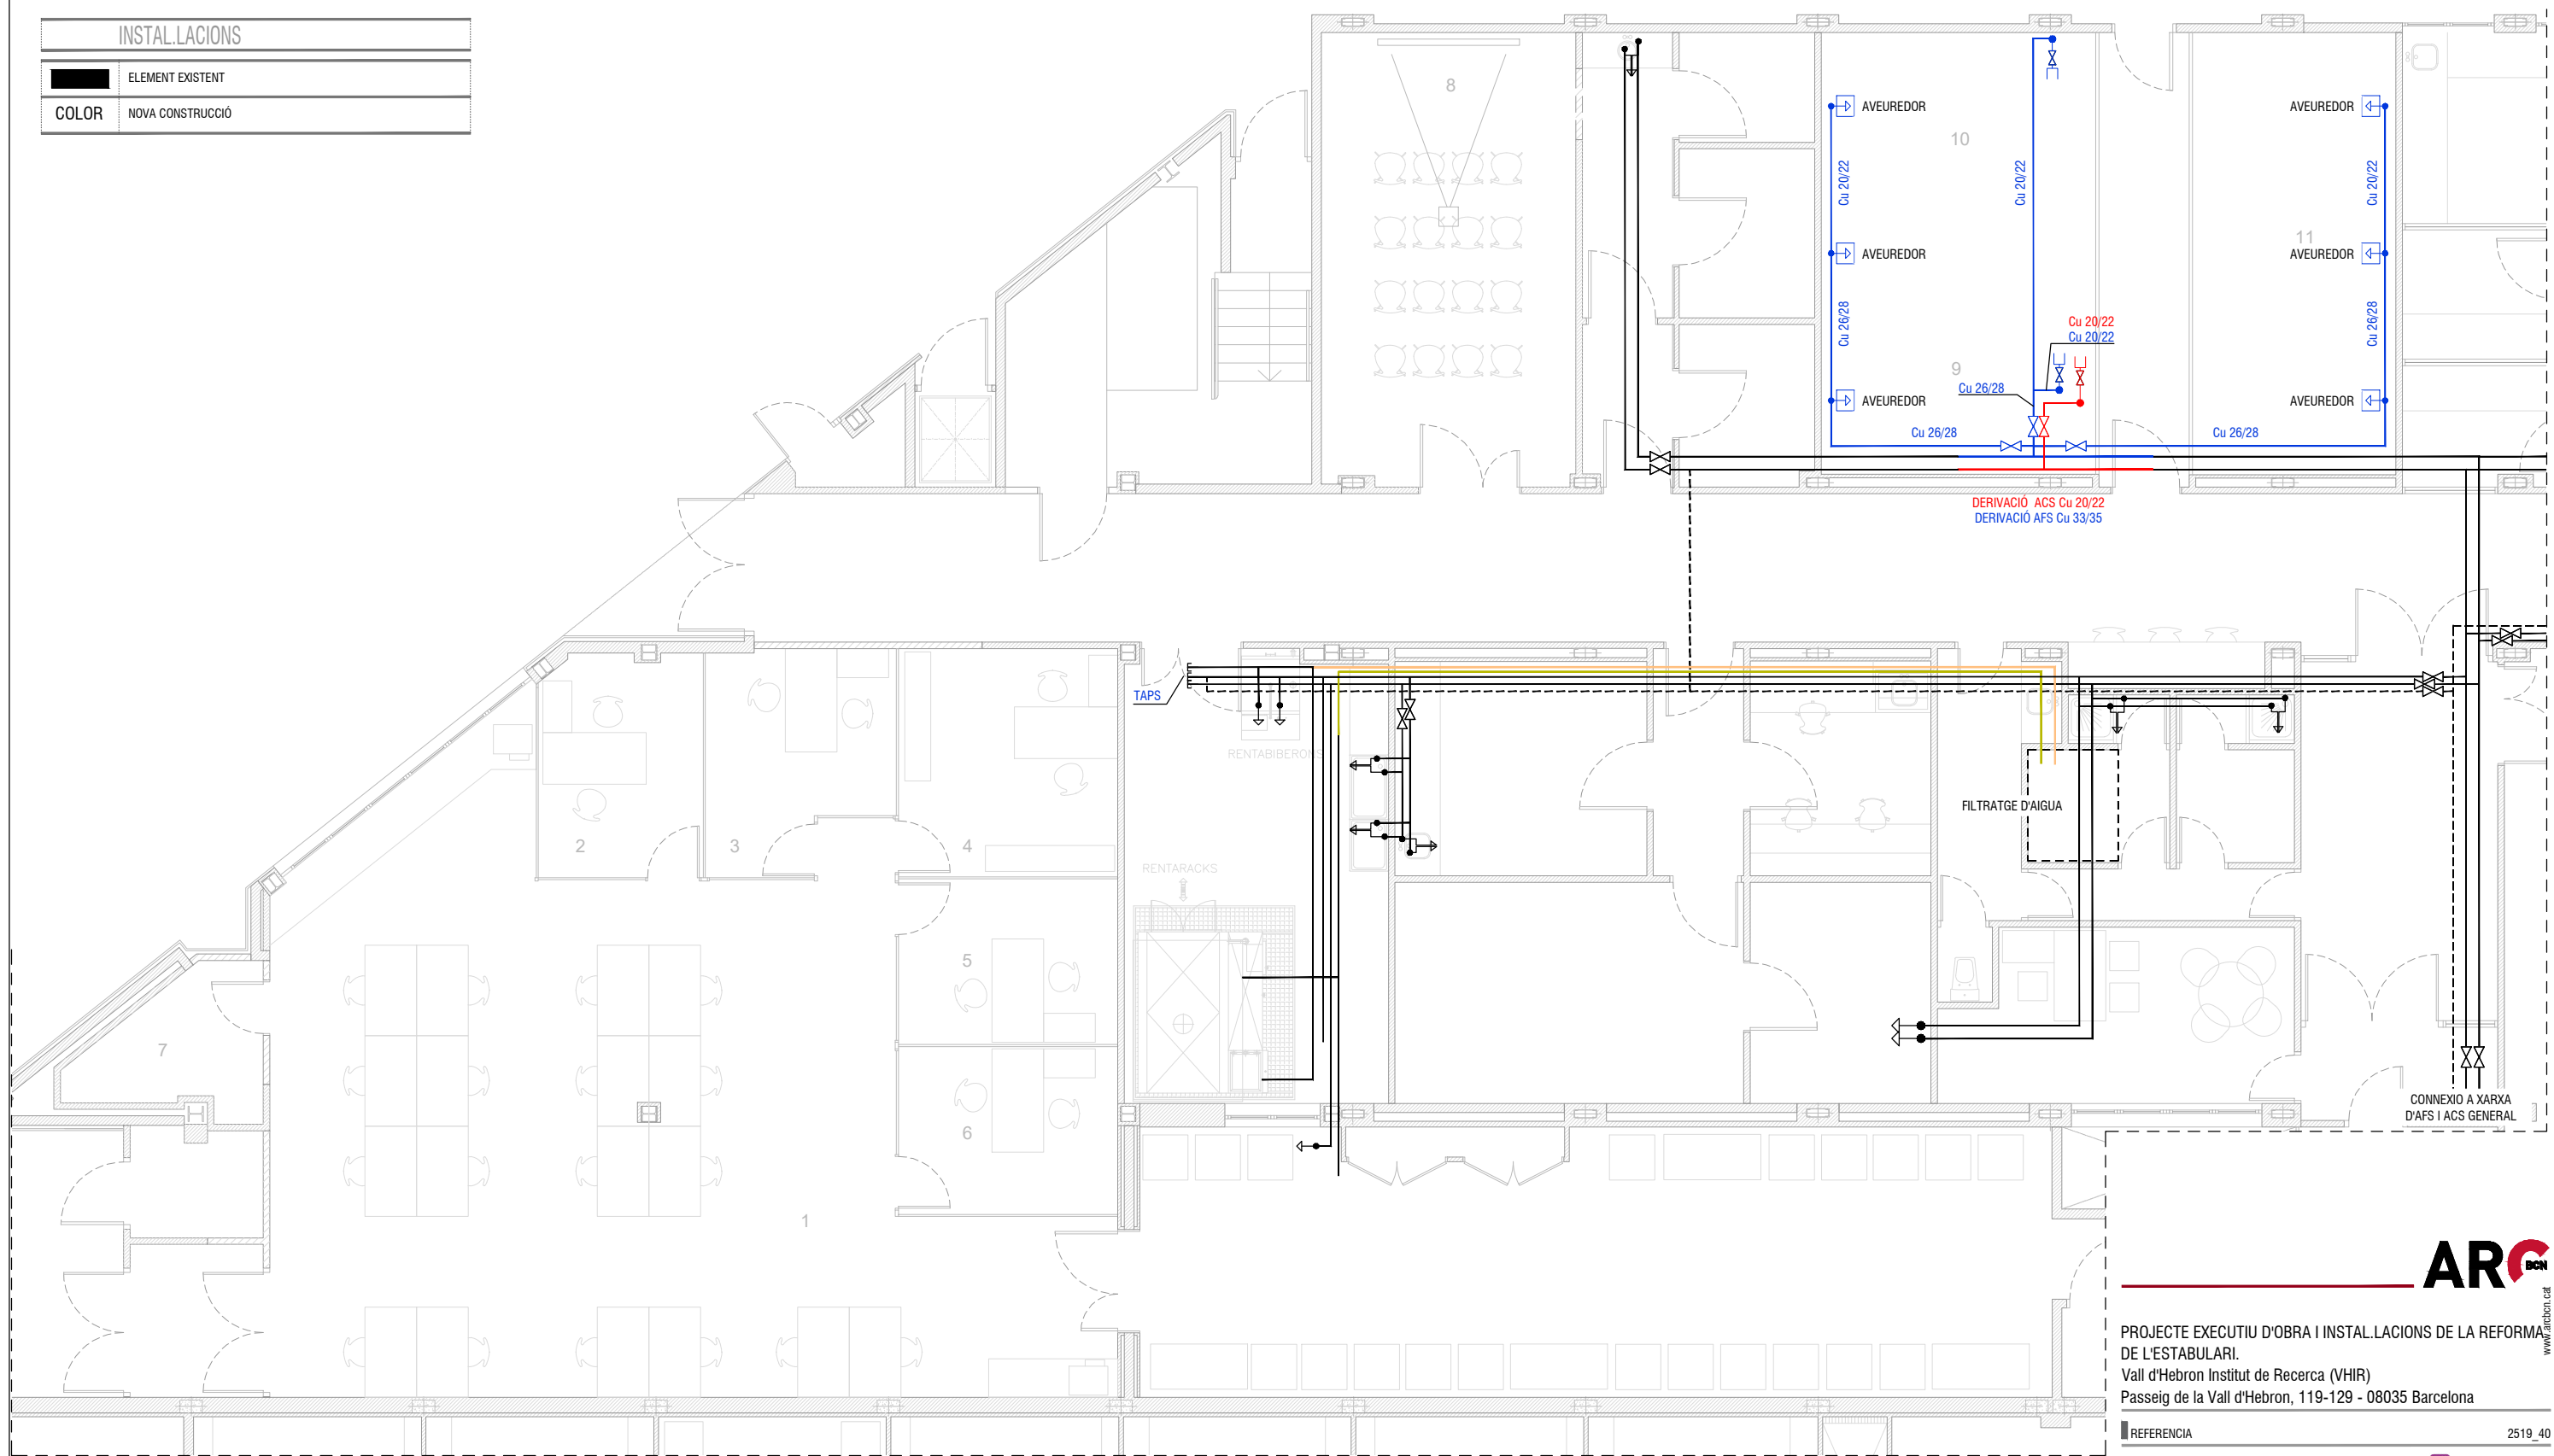 INSTAL.LACIONS
ELEMENT EXISTENT
COLOR NOVA CONSTRUCCIÓ
8
10
11
9
AVEUREDOR
AVEUREDOR
AVEUREDOR
AVEUREDOR
AVEUREDOR
AVEUREDOR
Cu 20/22
Cu 20/22
Cu 20/22
Cu 26/28
Cu 26/28
Cu 20/22
Cu 20/22
Cu 26/28
Cu 26/28
Cu 26/28
DERIVACIÓ ACS Cu 20/22
DERIVACIÓ AFS Cu 33/35
TAPS
RENTABIBERONS
RENTARACKS
FILTRATGE D'AIGUA
2
3
4
5
6
7
1
CONNEXIO A XARXA
D'AFS I ACS GENERAL
ARC
BCN
www.arcbcn.cat
PROJECTE EXECUTIU D'OBRA I INSTAL.LACIONS DE LA REFORMA
DE L'ESTABULARI.
Vall d'Hebron Institut de Recerca (VHIR)
Passeig de la Vall d'Hebron, 119-129 - 08035 Barcelona
REFERENCIA 2519_40